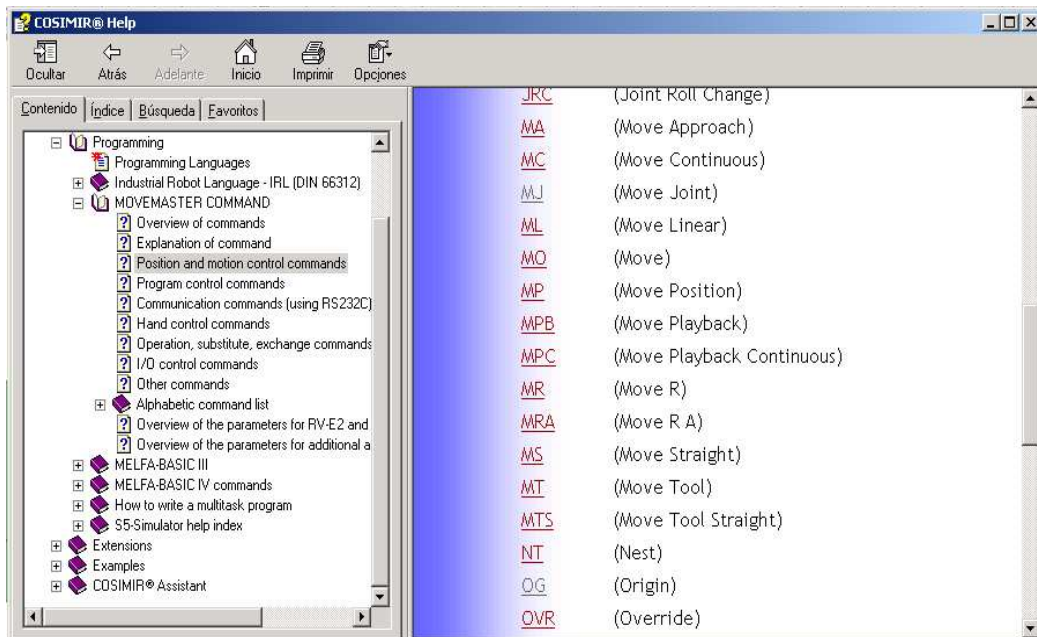 COSIMIR® Help
Ocultar Atrás Adelante Inicio Imprimir Opciones
Contenido Índice Búsqueda Favoritos
Programming
Programming Languages
Industrial Robot Language - IRL (DIN 66312)
MOVEMASTER COMMAND
Overview of commands
Explanation of command
Position and motion control commands
Program control commands
Communication commands (using RS232C)
Hand control commands
Operation, substitute, exchange commands
I/O control commands
Other commands
Alphabetic command list
Overview of the parameters for RV-E2 and
Overview of the parameters for additional a
MELFA-BASIC III
MELFA-BASIC IV commands
How to write a multitask program
S5-Simulator help index
Extensions
Examples
COSIMIR® Assistant
JRC (Joint Roll Change)
MA (Move Approach)
MC (Move Continuous)
MJ (Move Joint)
ML (Move Linear)
MO (Move)
MP (Move Position)
MPB (Move Playback)
MPC (Move Playback Continuous)
MR (Move R)
MRA (Move R A)
MS (Move Straight)
MT (Move Tool)
MTS (Move Tool Straight)
NT (Nest)
OG (Origin)
OVR (Override)